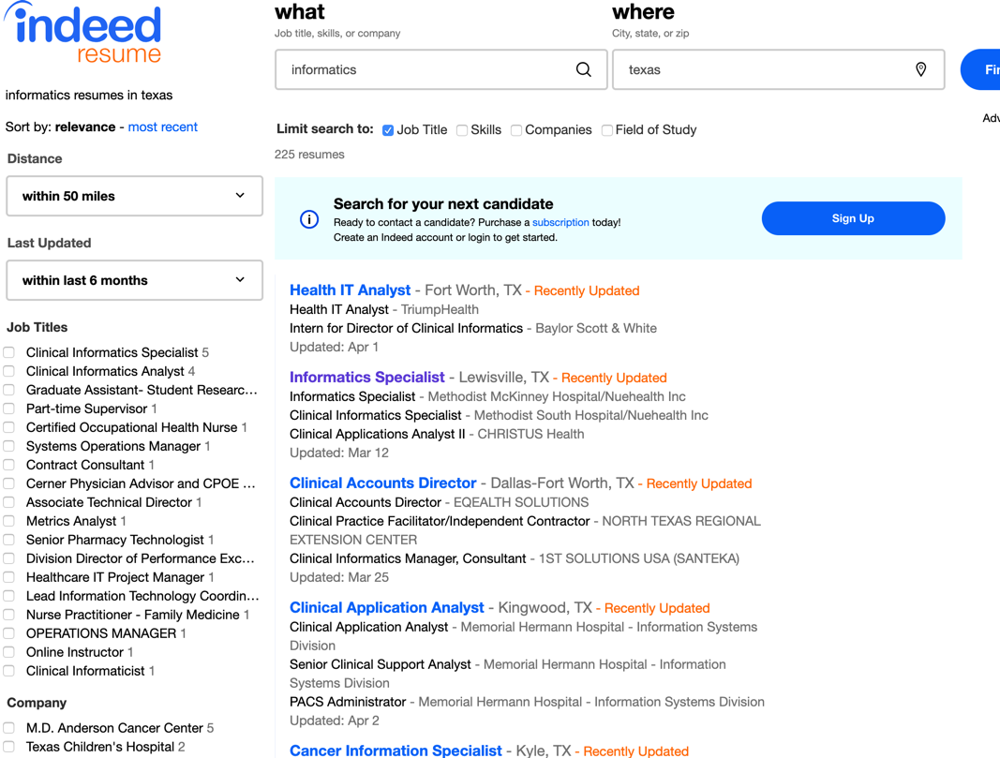 indeed
resume
informatics resumes in texas
Sort by: relevance - most recent
Distance
within 50 miles
Last Updated
within last 6 months
Job Titles
Clinical Informatics Specialist 5
Clinical Informatics Analyst 4
Graduate Assistant- Student Researc...
Part-time Supervisor 1
Certified Occupational Health Nurse 1
Systems Operations Manager 1
Contract Consultant 1
Cerner Physician Advisor and CPOE ...
Associate Technical Director 1
Metrics Analyst 1
Senior Pharmacy Technologist 1
Division Director of Performance Exc...
Healthcare IT Project Manager 1
Lead Information Technology Coordin...
Nurse Practitioner - Family Medicine 1
OPERATIONS MANAGER 1
Online Instructor 1
Clinical Informaticist 1
Company
M.D. Anderson Cancer Center 5
Texas Children's Hospital 2
what
Job title, skills, or company
informatics
where
City, state, or zip
texas
Fi
Adv
Limit search to: Job Title Skills Companies Field of Study
225 resumes
Search for your next candidate
Ready to contact a candidate? Purchase a subscription today!
Create an Indeed account or login to get started.
Sign Up
Health IT Analyst - Fort Worth, TX - Recently Updated
Health IT Analyst - TriumpHealth
Intern for Director of Clinical Informatics - Baylor Scott & White
Updated: Apr 1
Informatics Specialist - Lewisville, TX - Recently Updated
Informatics Specialist - Methodist McKinney Hospital/Nuehealth Inc
Clinical Informatics Specialist - Methodist South Hospital/Nuehealth Inc
Clinical Applications Analyst II - CHRISTUS Health
Updated: Mar 12
Clinical Accounts Director - Dallas-Fort Worth, TX - Recently Updated
Clinical Accounts Director - EQEALTH SOLUTIONS
Clinical Practice Facilitator/Independent Contractor - NORTH TEXAS REGIONAL
EXTENSION CENTER
Clinical Informatics Manager, Consultant - 1ST SOLUTIONS USA (SANTEKA)
Updated: Mar 25
Clinical Application Analyst - Kingwood, TX - Recently Updated
Clinical Application Analyst - Memorial Hermann Hospital - Information Systems
Division
Senior Clinical Support Analyst - Memorial Hermann Hospital - Information
Systems Division
PACS Administrator - Memorial Hermann Hospital - Information Systems Division
Updated: Apr 2
Cancer Information Specialist - Kyle, TX - Recently Updated